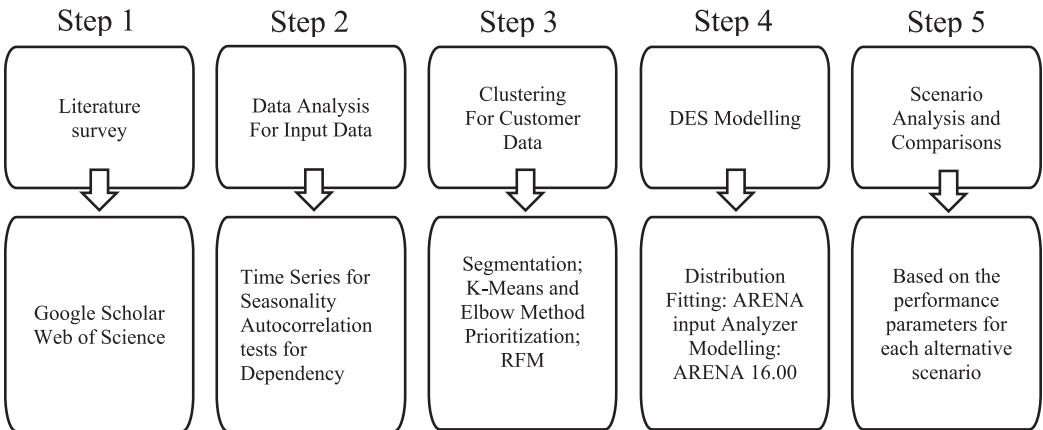 Step 1
Step 2
Step 3
Step 4
Step 5
Literature
survey
Data Analysis
For Input Data
Clustering
For Customer
Data
DES Modelling
Scenario
Analysis and
Comparisons
Google Scholar
Web of Science
Time Series for
Seasonality
Autocorrelation
tests for
Dependency
Segmentation;
K-Means and
Elbow Method
Prioritization;
RFM
Distribution
Fitting: ARENA
input Analyzer
Modelling:
ARENA 16.00
Based on the
performance
parameters for
each alternative
scenario